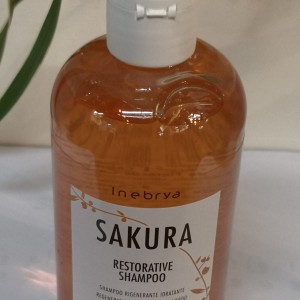 Inebrya
SAKURA
RESTORATIVE
SHAMPOO
SHAMPOO RIGENERANTE IDRATANTE